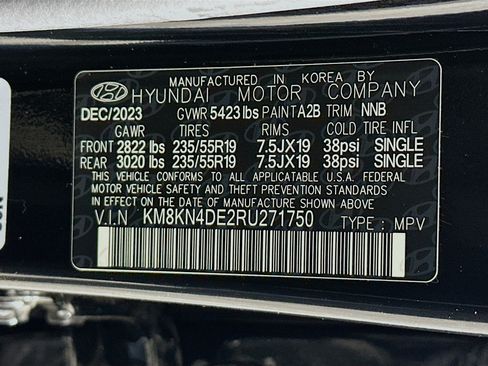 MANUFACTURED IN KOREA BY
HYUNDAI MOTOR COMPANY
DEC/2023 GVWR 5423 lbs PAINT A2B TRIM NNB
GAWR TIRES RIMS COLD TIRE INFL
FRONT 2822 lbs 235/55R19 7.5JX19 38psi SINGLE
REAR 3020 lbs 235/55R19 7.5JX19 38psi SINGLE
THIS VEHICLE CONFORMS TO ALL APPLICATABLE U.S.A. FEDERAL
MOTOR VEHICLE SAFETY AND THEFT PREVENTION STANDARDS
IN EFFECT ON THE DATE OF MANUFACTURE SHOWN ABOVE
V.I.N KM8KN4DE2RU271750 TYPE : MPV